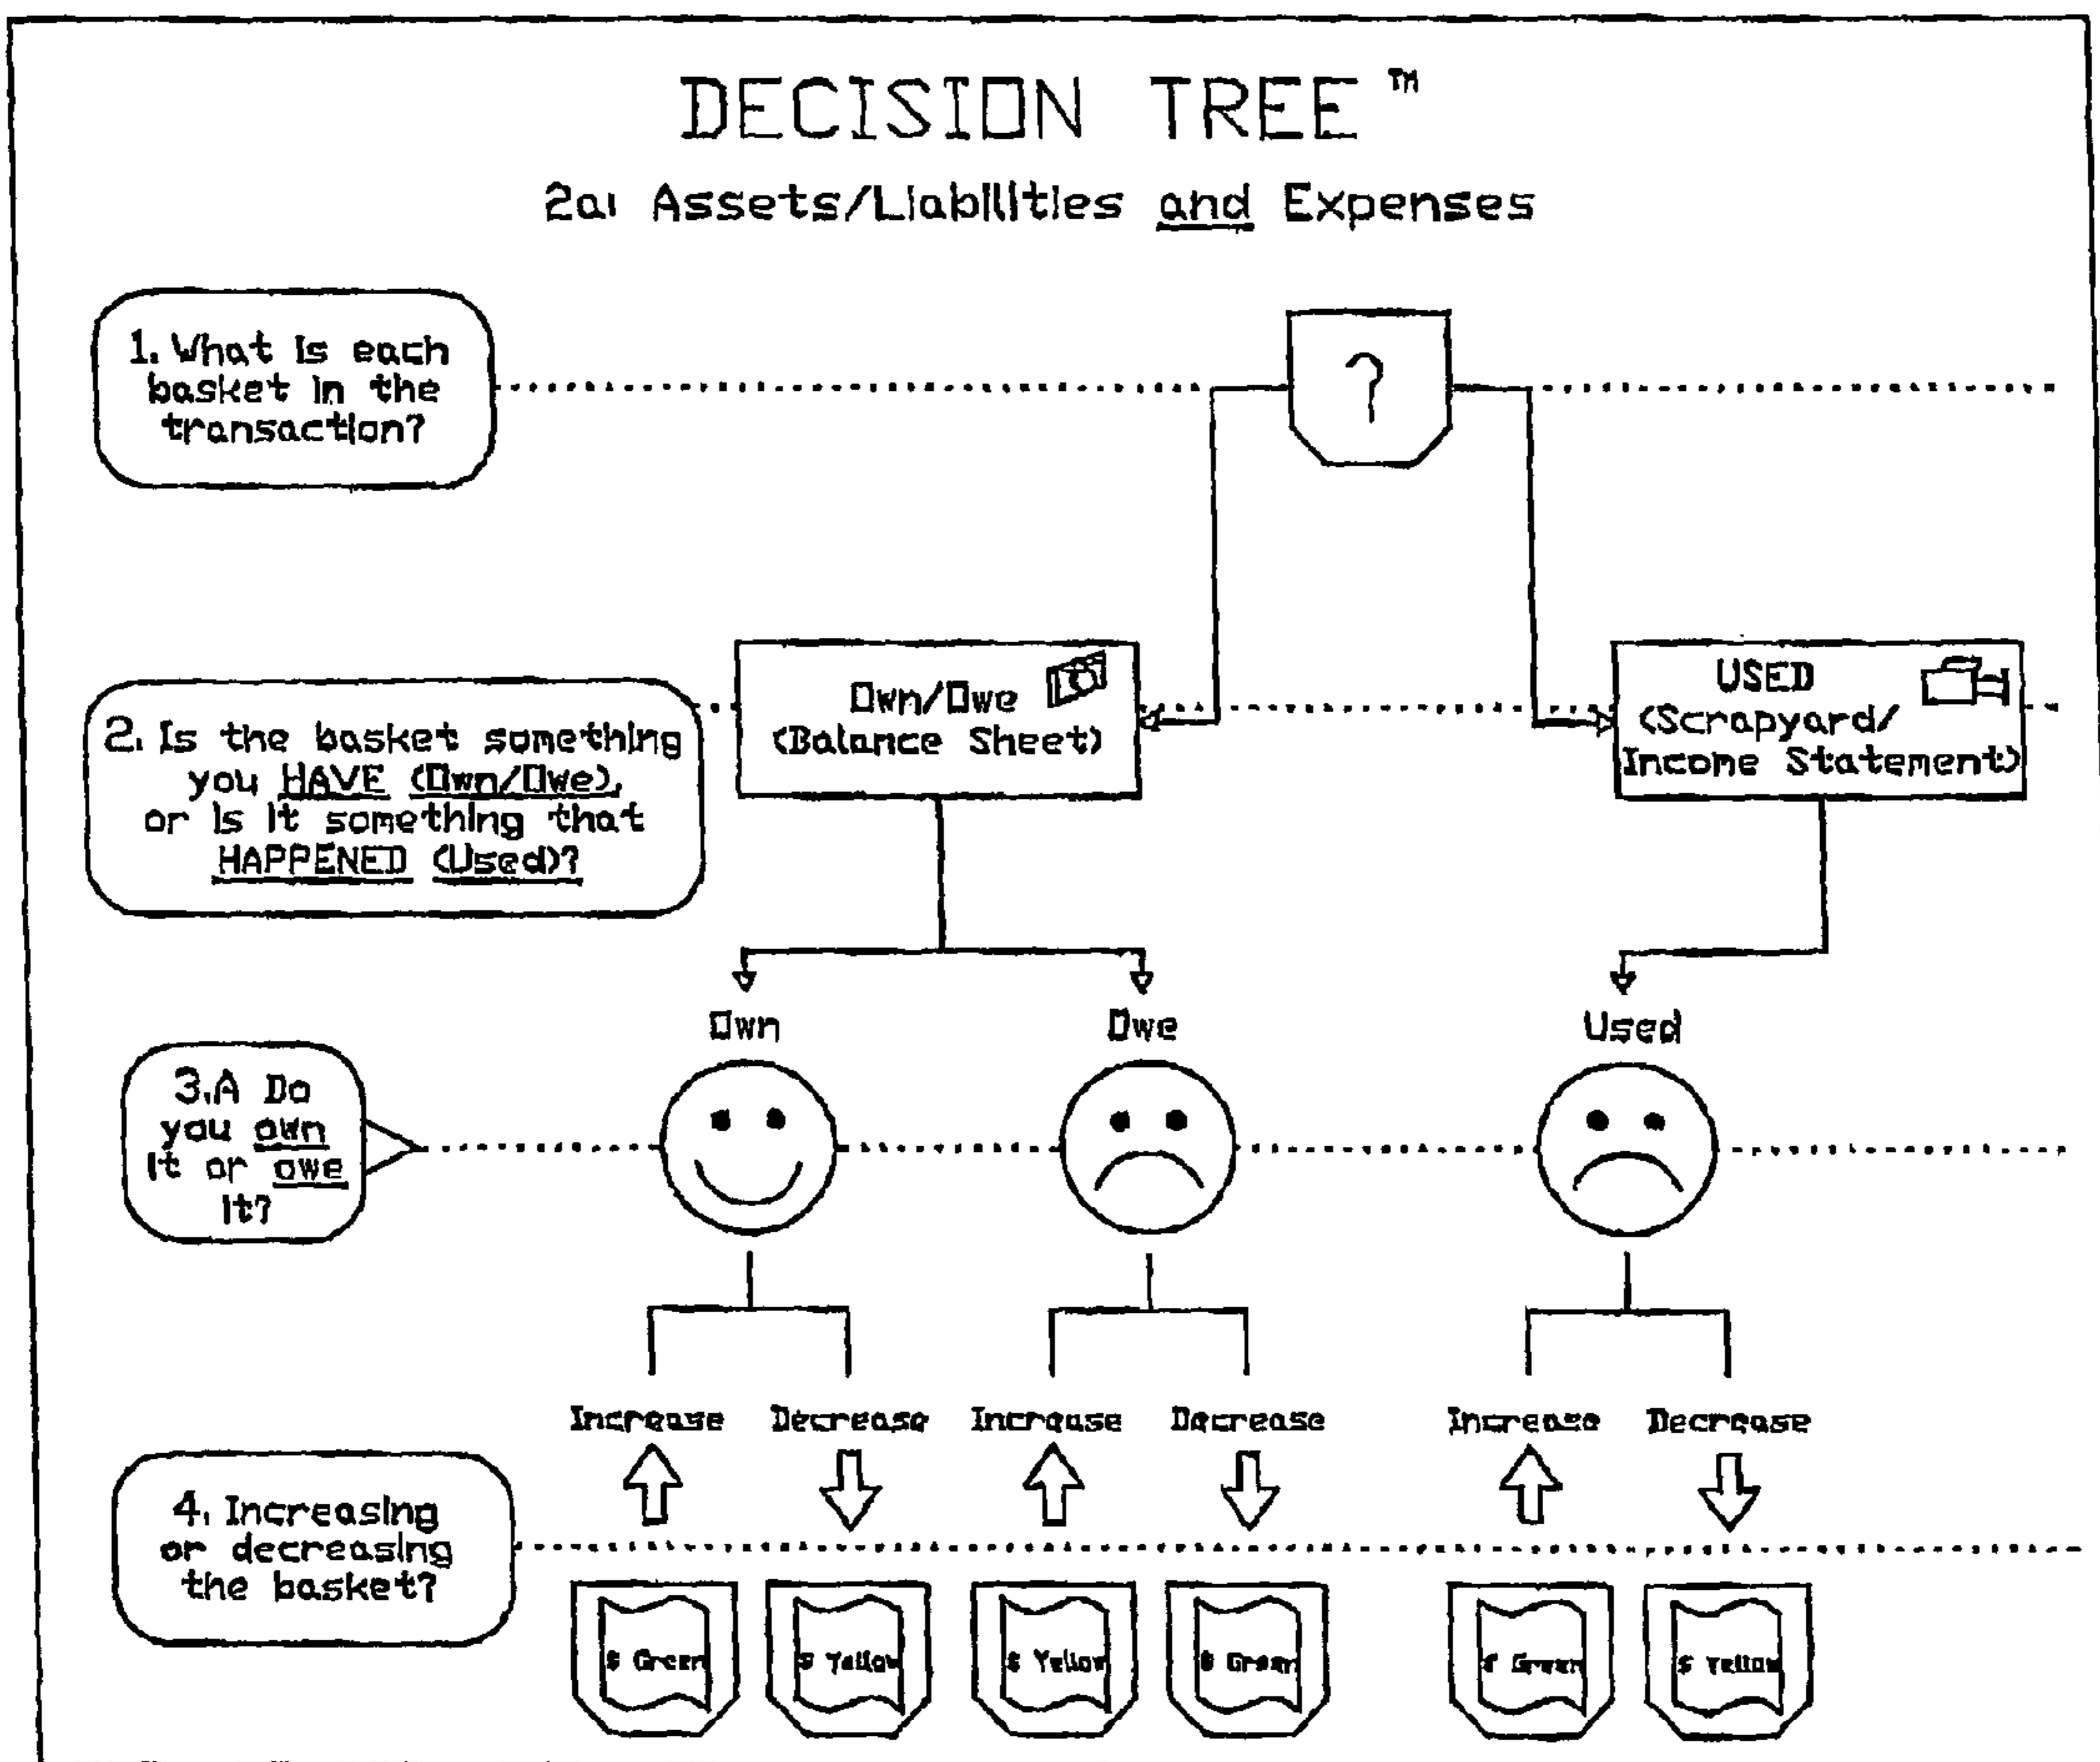 DECISION TREE™
2a: Assets/Liabilities and Expenses
1. What is each
basket in the
transaction?
?
2. Is the basket something
you HAVE (Own/Owe),
or is it something that
HAPPENED (Used)?
Own/Owe
(Balance Sheet)
USED
(Scrapyard/
Income Statement)
Own
Owe
Used
3.A Do
you own
it or owe
it?
Increase Decrease Increase Decrease Increase Decrease
4. Increasing
or decreasing
the basket?
$ Green $ Yellow $ Yellow $ Green $ Green $ Yellow